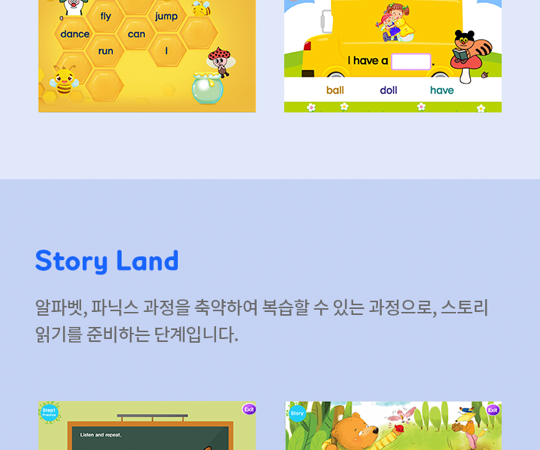 fly
jump
dance
can
run
I
I have a
.
ball doll have
Story Land
알파벳, 파닉스 과정을 축약하여 복습할 수 있는 과정으로, 스토리
읽기를 준비하는 단계입니다.
Step1
Exit
Listen and repeat.
Story
Exit